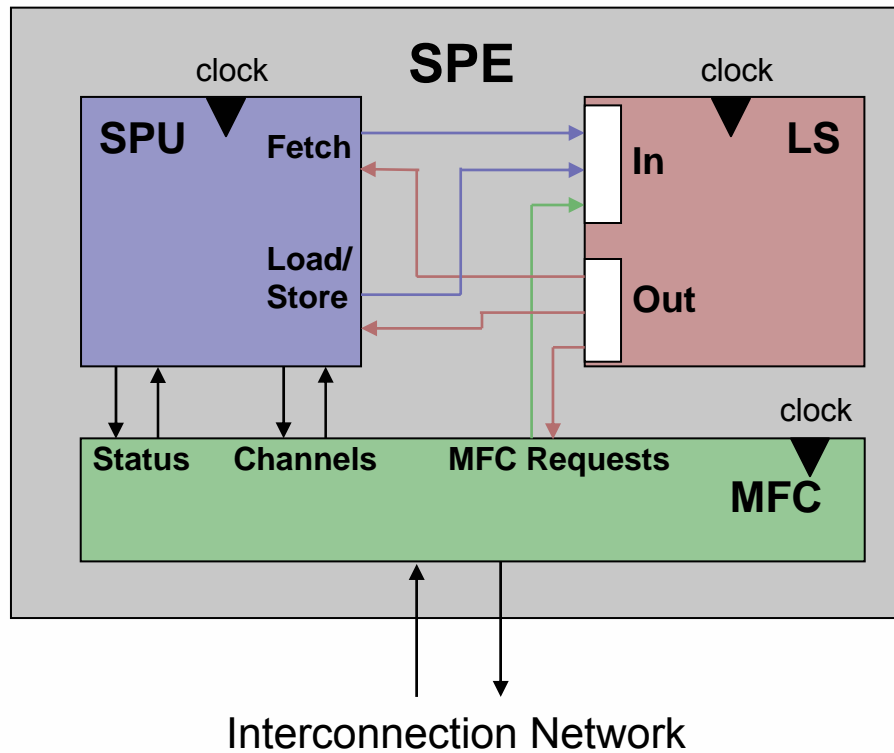 SPE
clock
clock
SPU
Fetch
Load/
Store
In
LS
Out
clock
Status
Channels
MFC Requests
MFC
Interconnection Network